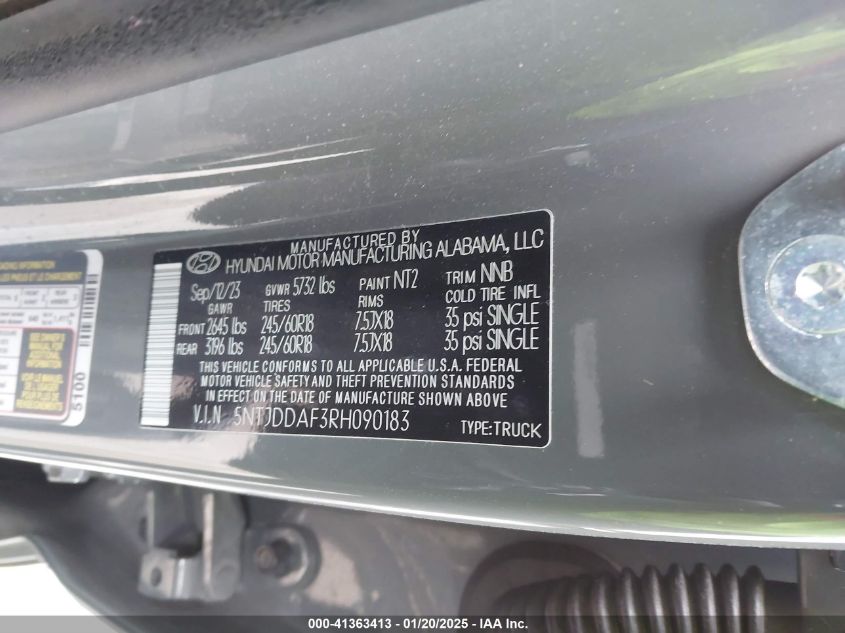 MANUFACTURED BY
HYUNDAI MOTOR MANUFACTURING ALABAMA, LLC
Sep/12/23 GVWR 5732 lbs PAINT NT2 TRIM NNB
GAWR TIRES RIMS COLD TIRE INFL
FRONT 2645 lbs 245/60R18 7.5JX18 35 psi SINGLE
REAR 3196 lbs 245/60R18 7.5JX18 35 psi SINGLE
THIS VEHICLE CONFORMS TO ALL APPLICABLE U.S.A. FEDERAL
MOTOR VEHICLE SAFETY AND THEFT PREVENTION STANDARDS
IN EFFECT ON THE DATE OF MANUFACTURE SHOWN ABOVE
V.I.N 5NTJDDAF3RH090183
TYPE:TRUCK
LOADING INFORMATION
5100
000-41363413 - 01/20/2025 - IAA Inc.